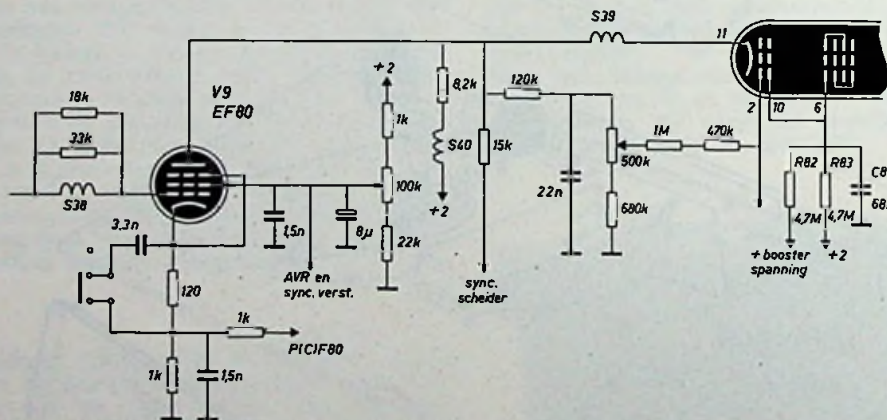 S39
11
18k
V9
EF80
+2
8,2k
120k
2
10
6
33k
1k
S40
15k
1M
470k
500k
R82
R83
C8
S38
100k
22n
68
3,3n
1,5n
8µ
+2
680k
4,7M
4,7M
22k
120
AVR en
sync. verst.
sync.
scheider
+ booster
spanning
+2
1k
P(C)F80
1k
1,5n